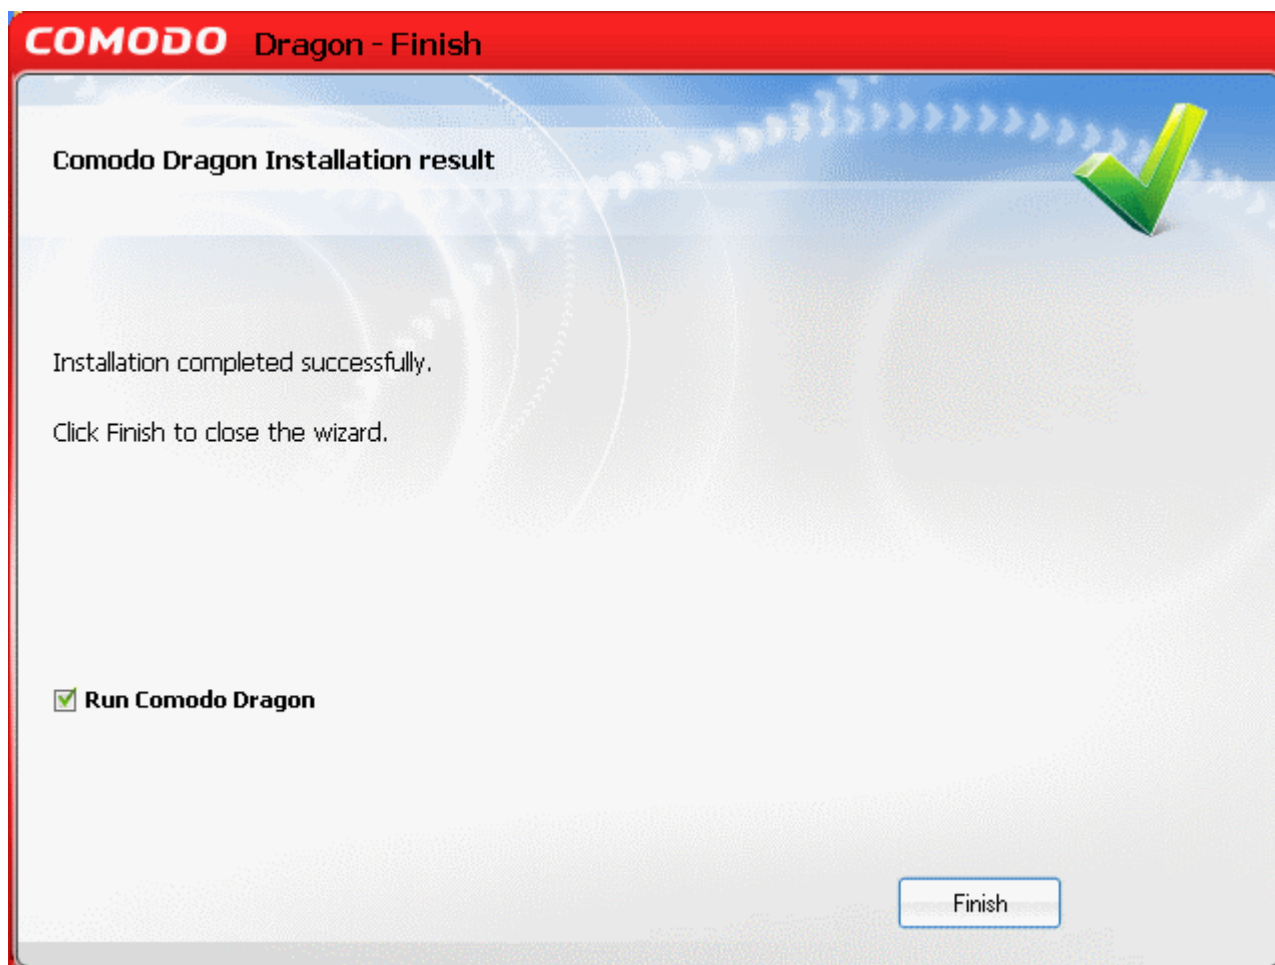 COMODO Dragon - Finish
Comodo Dragon Installation result
Installation completed successfully.
Click Finish to close the wizard.
Run Comodo Dragon
Finish